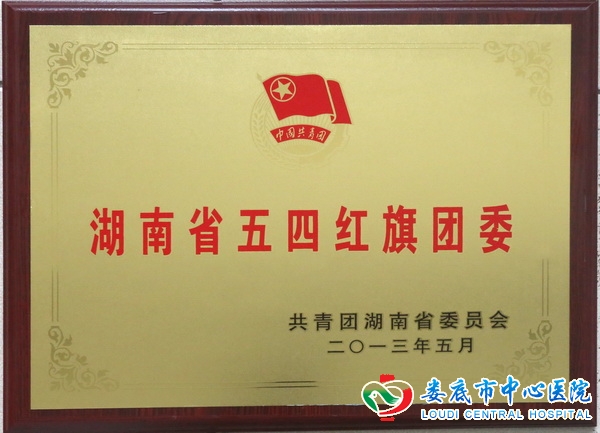 中国共青团
湖南省五四红旗团委
共青团湖南省委员会
二〇一三年五月
娄底市中心医院
LOUDI CENTRAL HOSPITAL